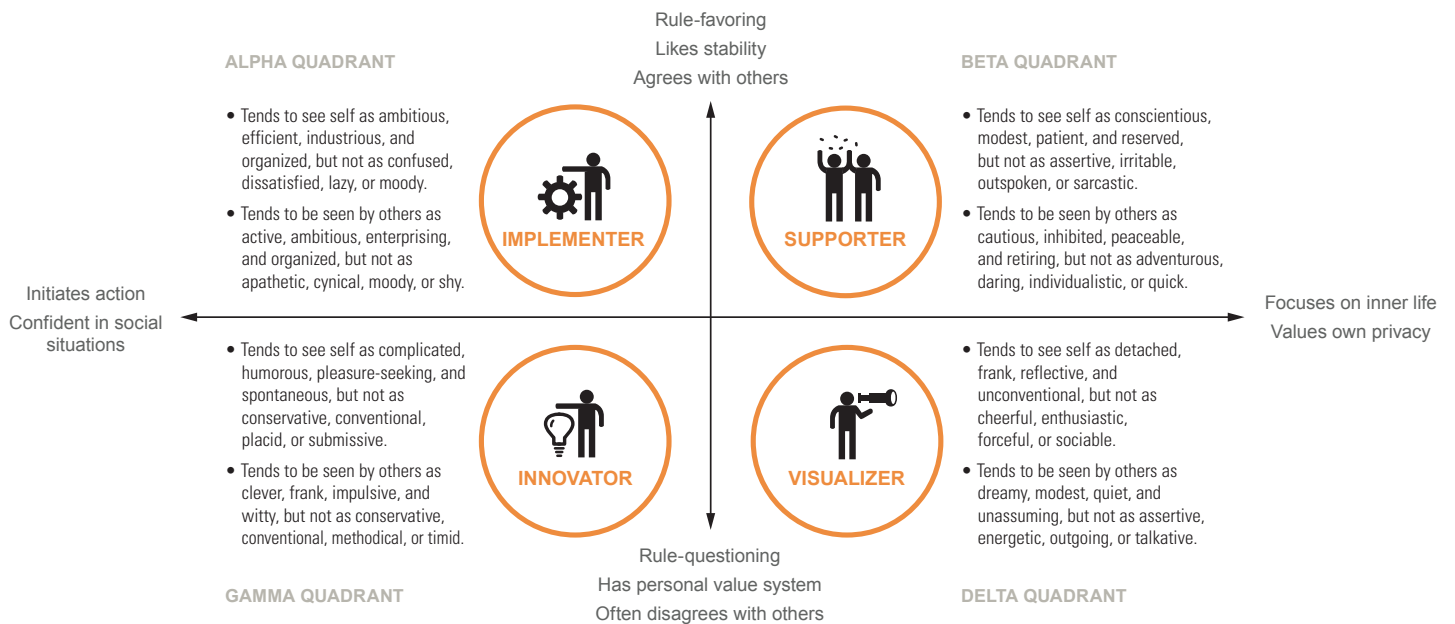 Rule-favoring
Likes stability
Agrees with others
ALPHA QUADRANT
• Tends to see self as ambitious,
efficient, industrious, and
organized, but not as confused,
dissatisfied, lazy, or moody.
• Tends to be seen by others as
active, ambitious, enterprising,
and organized, but not as
apathetic, cynical, moody, or shy.
IMPLEMENTER
SUPPORTER
BETA QUADRANT
• Tends to see self as conscientious,
modest, patient, and reserved,
but not as assertive, irritable,
outspoken, or sarcastic.
• Tends to be seen by others as
cautious, inhibited, peaceable,
and retiring, but not as adventurous,
daring, individualistic, or quick.
Initiates action
Confident in social
situations
Focuses on inner life
Values own privacy
• Tends to see self as complicated,
humorous, pleasure-seeking, and
spontaneous, but not as
conservative, conventional,
placid, or submissive.
• Tends to be seen by others as
clever, frank, impulsive, and
witty, but not as conservative,
conventional, methodical, or timid.
GAMMA QUADRANT
INNOVATOR
VISUALIZER
• Tends to see self as detached,
frank, reflective, and
unconventional, but not as
cheerful, enthusiastic,
forceful, or sociable.
• Tends to be seen by others as
dreamy, modest, quiet, and
unassuming, but not as assertive,
energetic, outgoing, or talkative.
DELTA QUADRANT
Rule-questioning
Has personal value system
Often disagrees with others